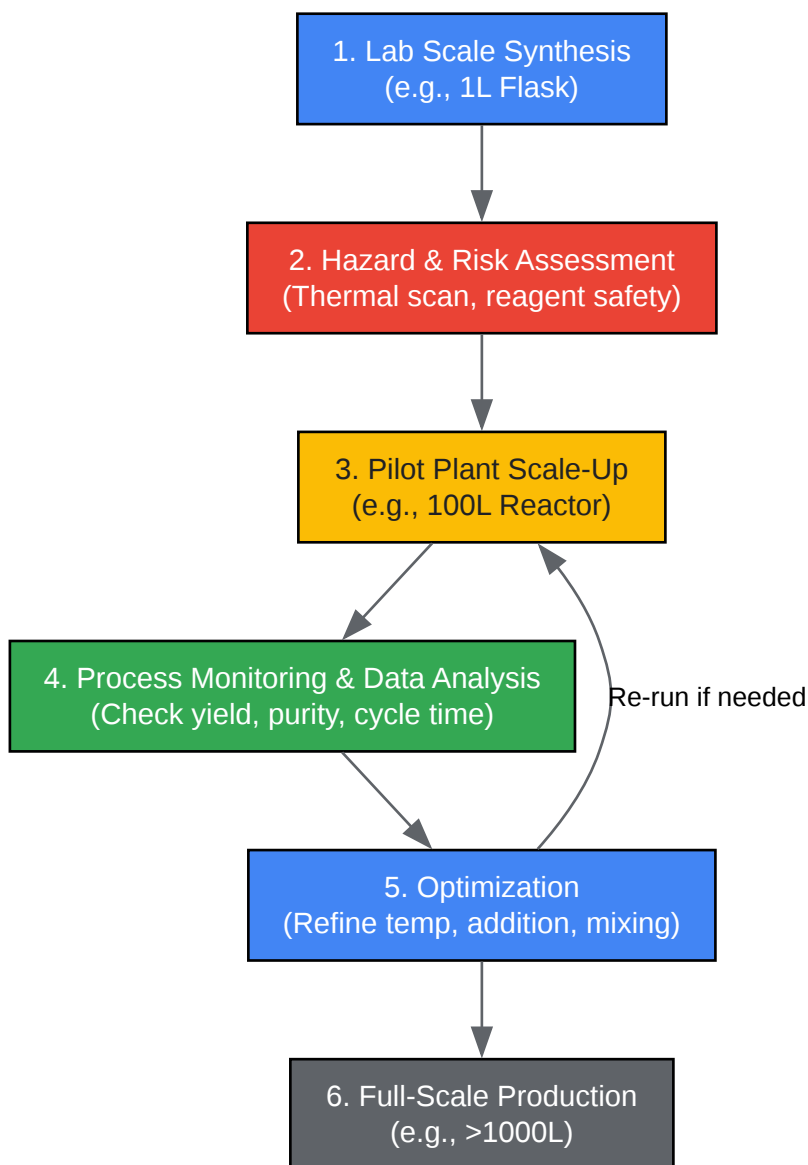 1. Lab Scale Synthesis
(e.g., 1L Flask)
2. Hazard & Risk Assessment
(Thermal scan, reagent safety)
3. Pilot Plant Scale-Up
(e.g., 100L Reactor)
4. Process Monitoring & Data Analysis
(Check yield, purity, cycle time)
Re-run if needed
5. Optimization
(Refine temp, addition, mixing)
6. Full-Scale Production
(e.g., >1000L)